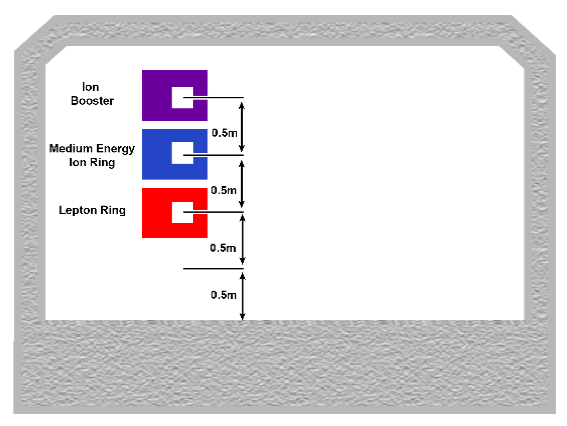 Ion
Booster
0.5m
Medium Energy
Ion Ring
0.5m
Lepton Ring
0.5m
0.5m